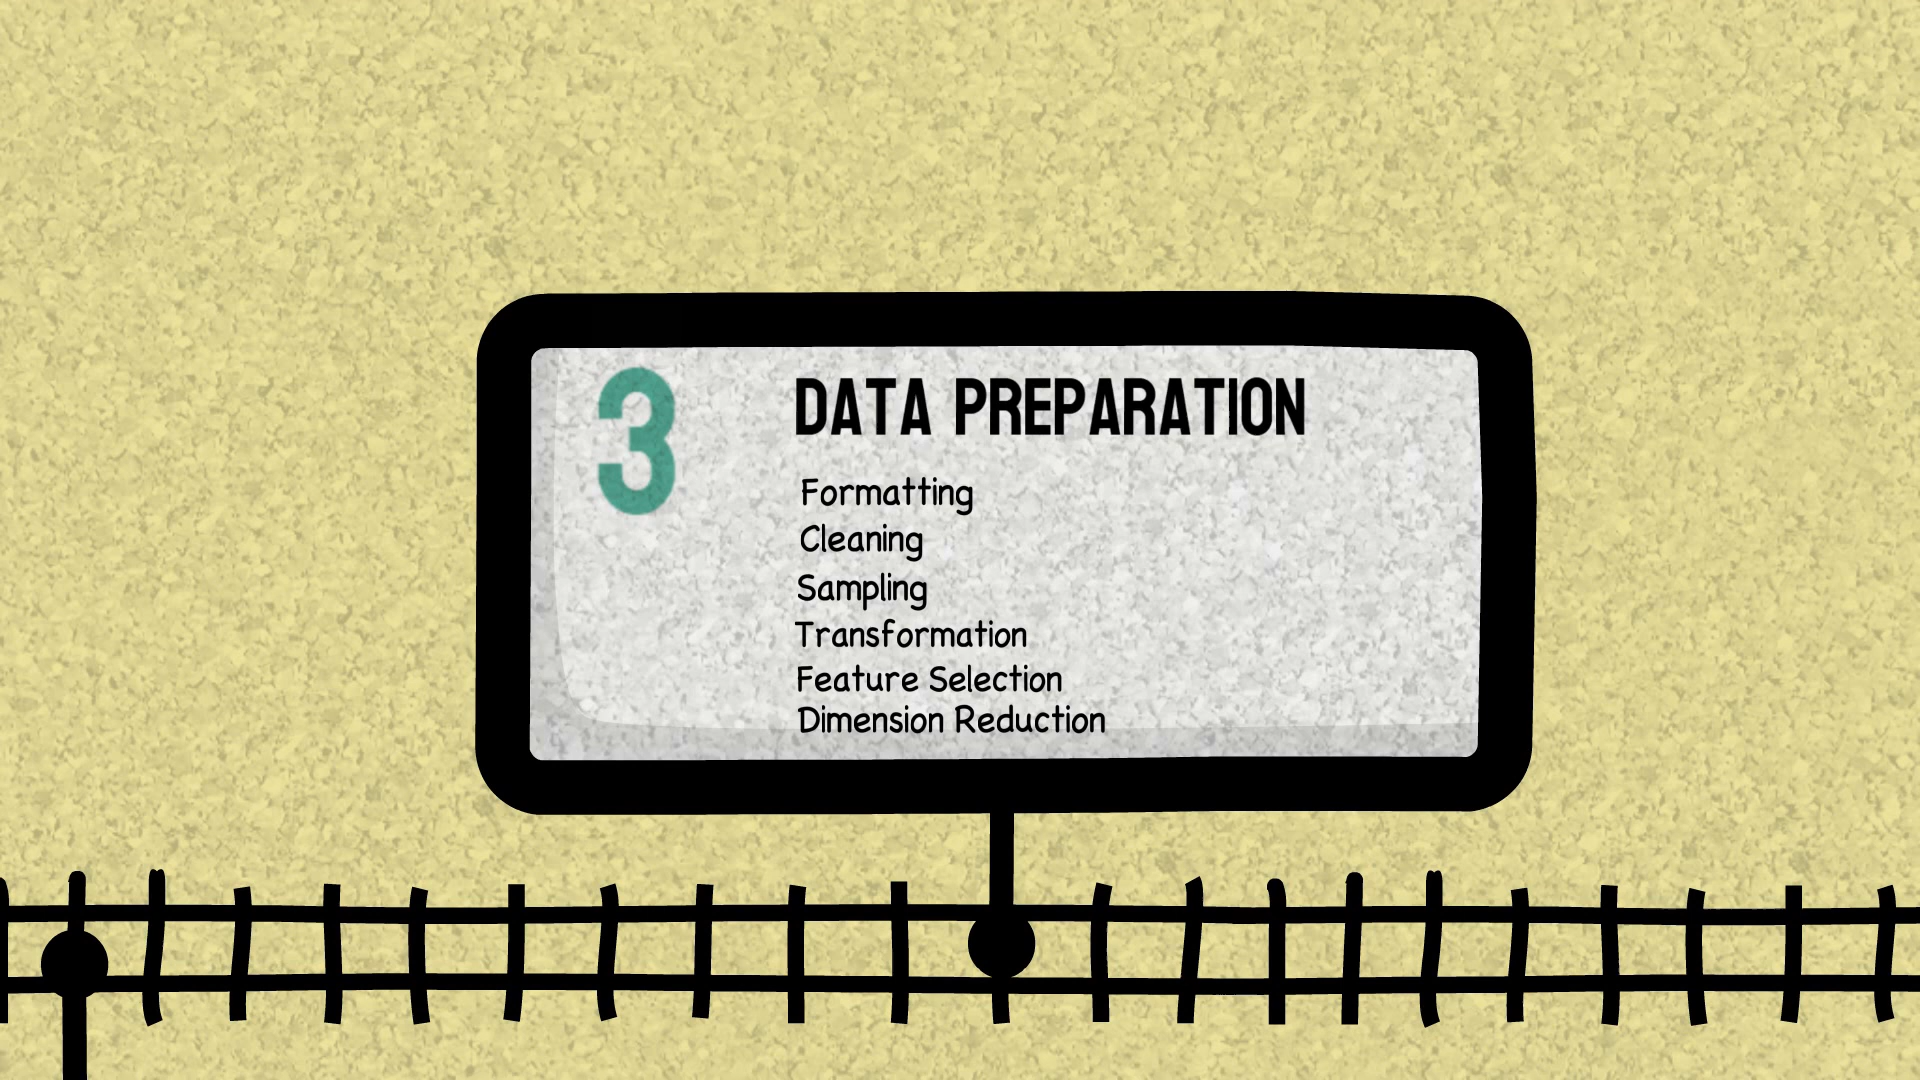 3
DATA PREPARATION
Formatting
Cleaning
Sampling
Transformation
Feature Selection
Dimension Reduction